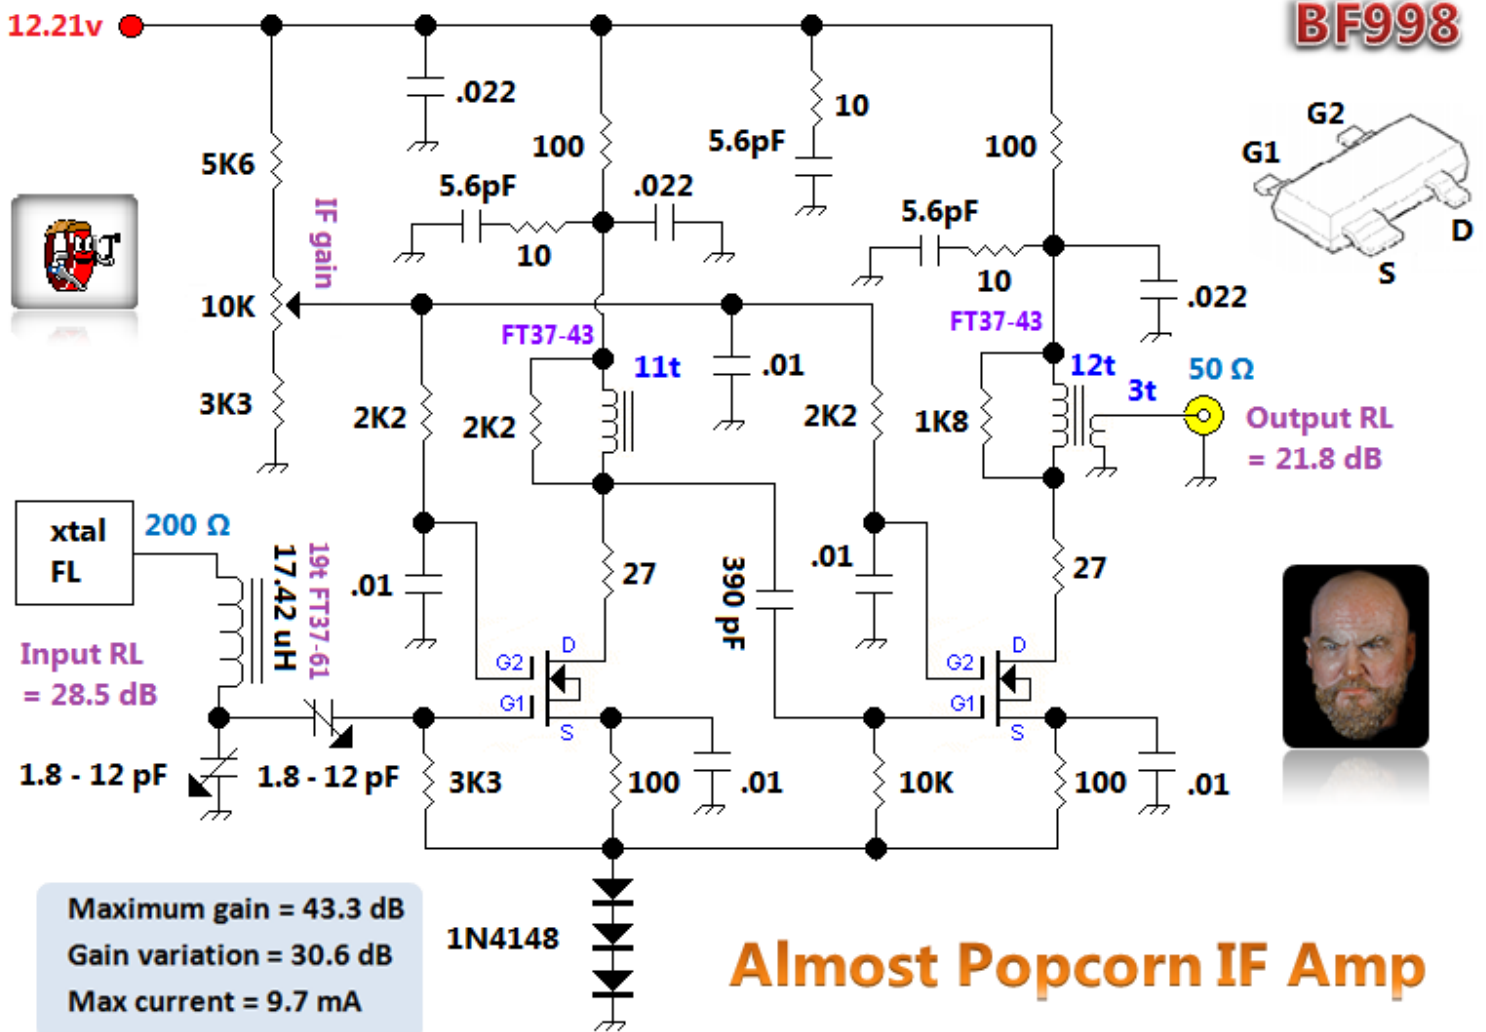 12.21v
BF998
.022
10
5K6
100
5.6pF
100
G2
G1
5.6pF
.022
5.6pF
D
S
IF gain
10
10
.022
10K
FT37-43
FT37-43
11t
.01
12t
3t
50 Ω
3K3
2K2
2K2
2K2
1K8
Output RL
= 21.8 dB
xtal
FL
200 Ω
17.42 uH
19t FT37-61
.01
27
390 pF
.01
27
Input RL
= 28.5 dB
G2
D
G1
S
G2
D
G1
S
1.8 - 12 pF
1.8 - 12 pF
3K3
100
.01
10K
100
.01
Maximum gain = 43.3 dB
Gain variation = 30.6 dB
Max current = 9.7 mA
1N4148
Almost Popcorn IF Amp